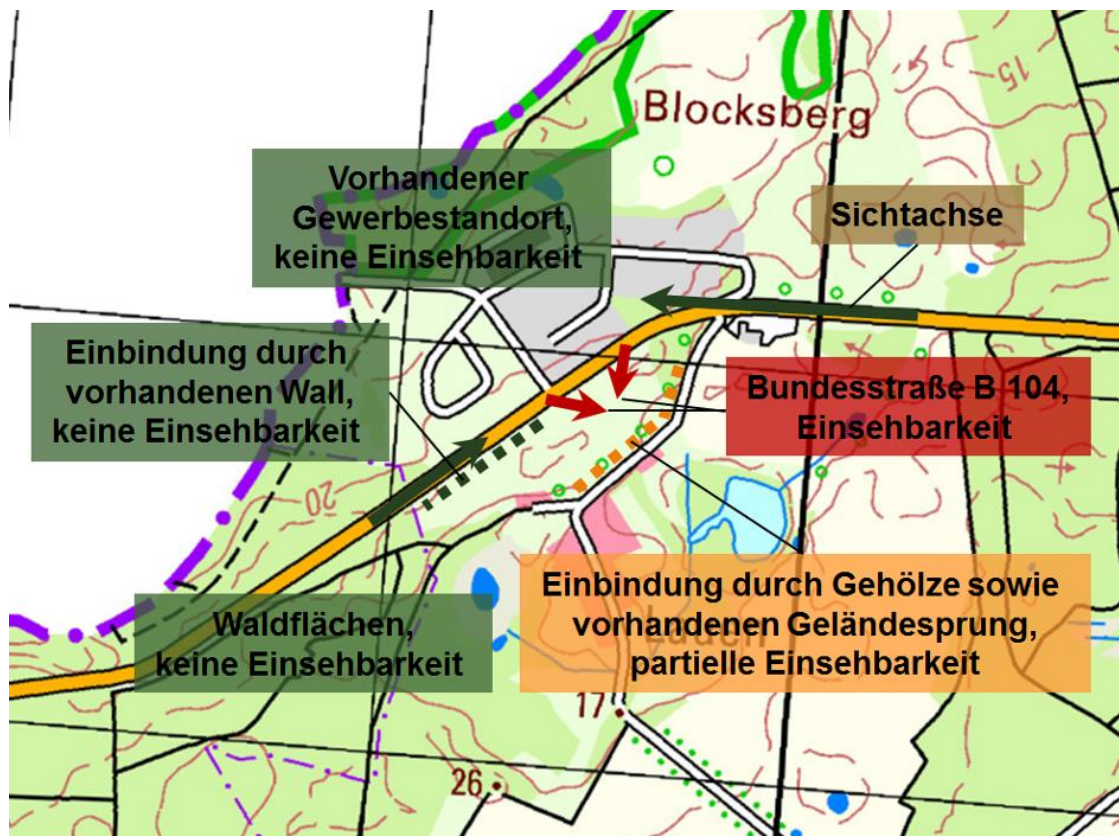 Blocksberg
15
Vorhandener
Gewerbestandort,
keine Einsehbarkeit
Sichtachse
Einbindung durch
vorhandenen Wall,
keine Einsehbarkeit
Bundesstraße B 104,
Einsehbarkeit
20
Einbindung durch Gehölze sowie
vorhandenen Geländesprung,
partielle Einsehbarkeit
Waldflächen,
keine Einsehbarkeit
17
26